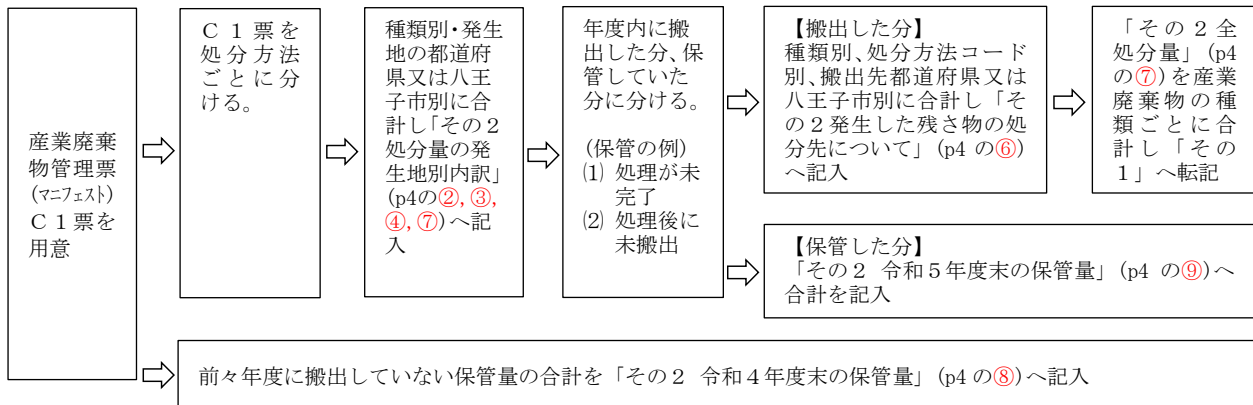 産業廃棄
物管理票
(マニフェスト)
Ｃ１票を
用意
Ｃ１票を
処分方法
ごとに分
ける。
種類別・発生
地の都道府
県又は八王
子市別に合
計し「その２
処分量の発
生地別内訳」
(p4の②,③,
④,⑦)へ記
入
年度内に搬
出した分、保
管していた
分に分ける。
(保管の例)
⑴ 処理が未
完了
⑵ 処理後に
未搬出
【搬出した分】
種類別、処分方法コード
別、搬出先都道府県又は
八王子市別に合計し「そ
の２発生した残さ物の処
分先について」(p4 の⑥)
へ記入
「その２全
処分量」(p4
の⑦)を産業
廃棄物の種
類ごとに合
計し「その
１」へ転記
【保管した分】
「その２ 令和５年度末の保管量」(p4 の⑨)へ
合計を記入
前々年度に搬出していない保管量の合計を「その２ 令和４年度末の保管量」(p4 の⑧)へ記入